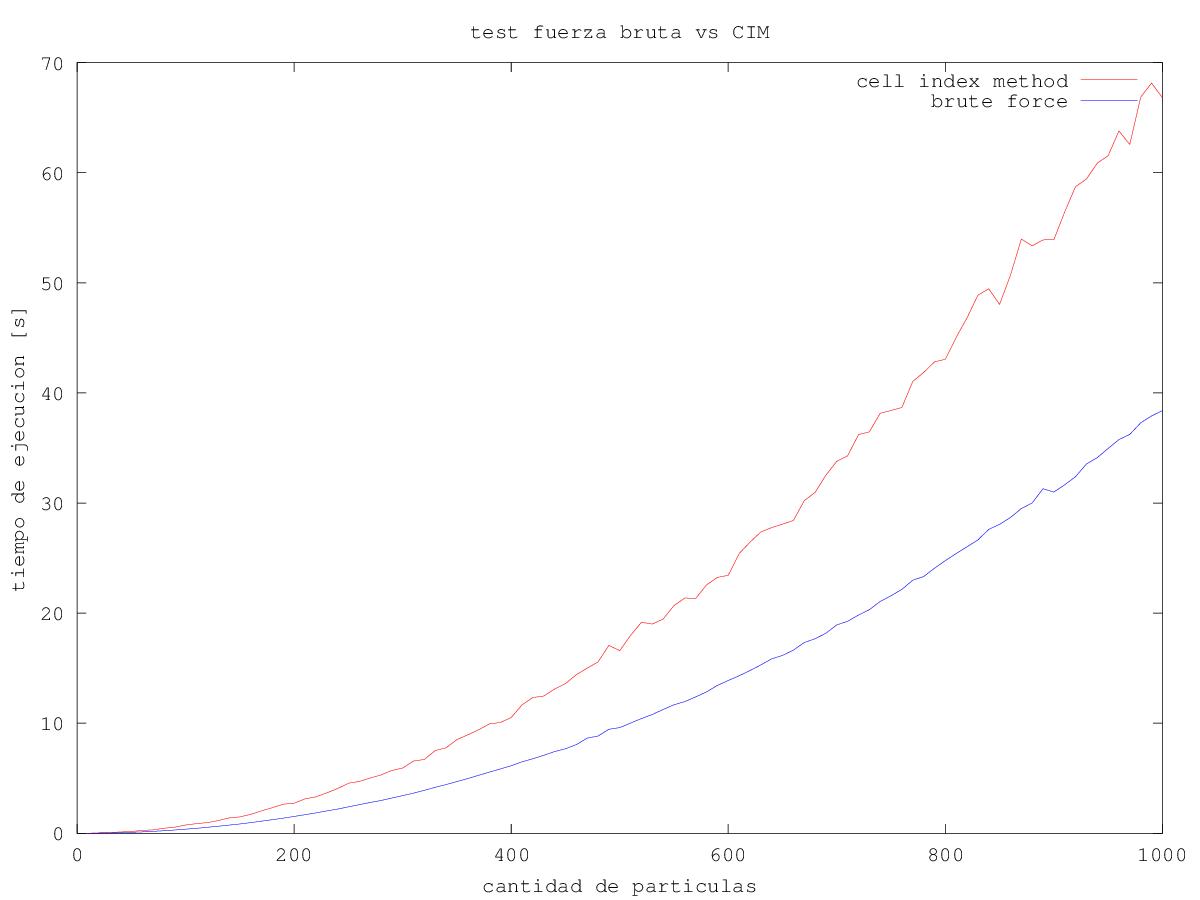 test fuerza bruta vs CIM
cell index method
brute force
70
60
50
40
30
20
10
0
tiempo de ejecucion [s]
0 200 400 600 800 1000
cantidad de particulas